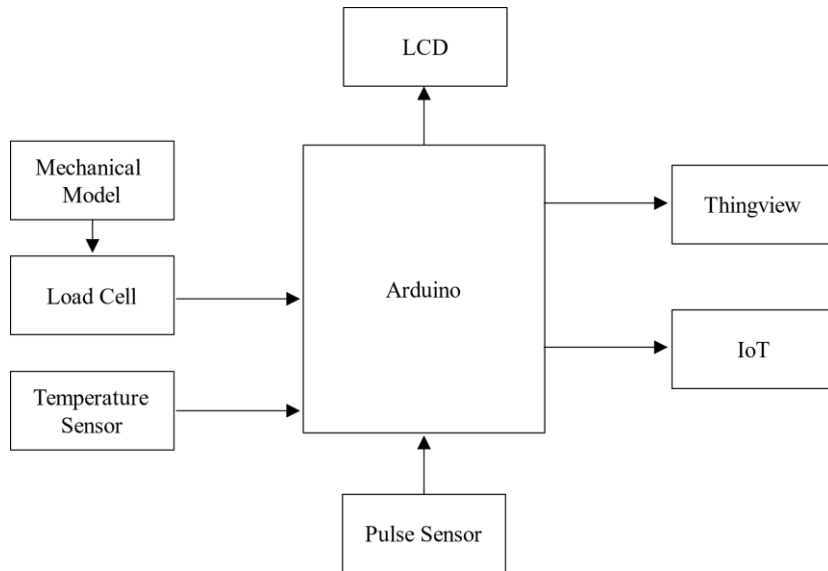 LCD
Mechanical
Model
Thingview
Load Cell
Arduino
IoT
Temperature
Sensor
Pulse Sensor